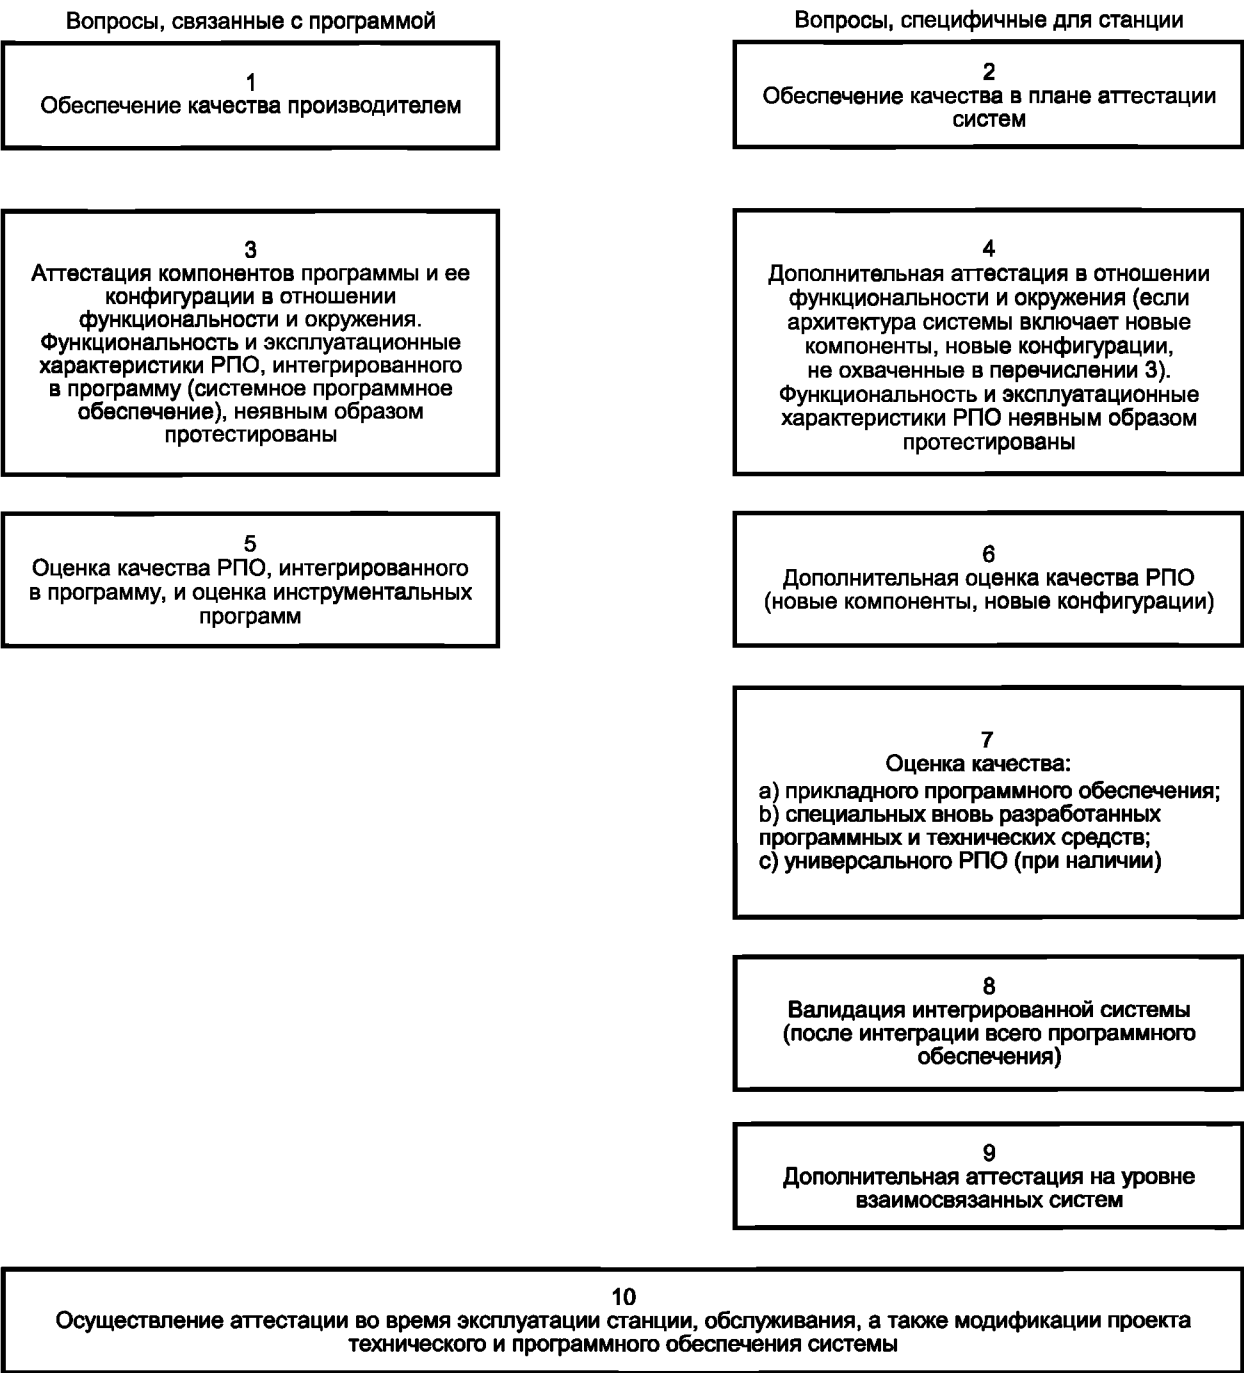 Вопросы, связанные с программой
Вопросы, специфичные для станции
1
Обеспечение качества производителем
2
Обеспечение качества в плане аттестации
систем
3
Аттестация компонентов программы и ее
конфигурации в отношении
функциональности и окружения.
Функциональность и эксплуатационные
характеристики РПО, интегрированного
в программу (системное программное
обеспечение), неявным образом
протестированы
4
Дополнительная аттестация в отношении
функциональности и окружения (если
архитектура системы включает новые
компоненты, новые конфигурации,
не охваченные в перечислении 3).
Функциональность и эксплуатационные
характеристики РПО неявным образом
протестированы
5
Оценка качества РПО, интегрированного
в программу, и оценка инструментальных
программ
6
Дополнительная оценка качества РПО
(новые компоненты, новые конфигурации)
7
Оценка качества:
a) прикладного программного обеспечения;
b) специальных вновь разработанных
программных и технических средств;
c) универсального РПО (при наличии)
8
Валидация интегрированной системы
(после интеграции всего программного
обеспечения)
9
Дополнительная аттестация на уровне
взаимосвязанных систем
10
Осуществление аттестации во время эксплуатации станции, обслуживания, а также модификации проекта
технического и программного обеспечения системы